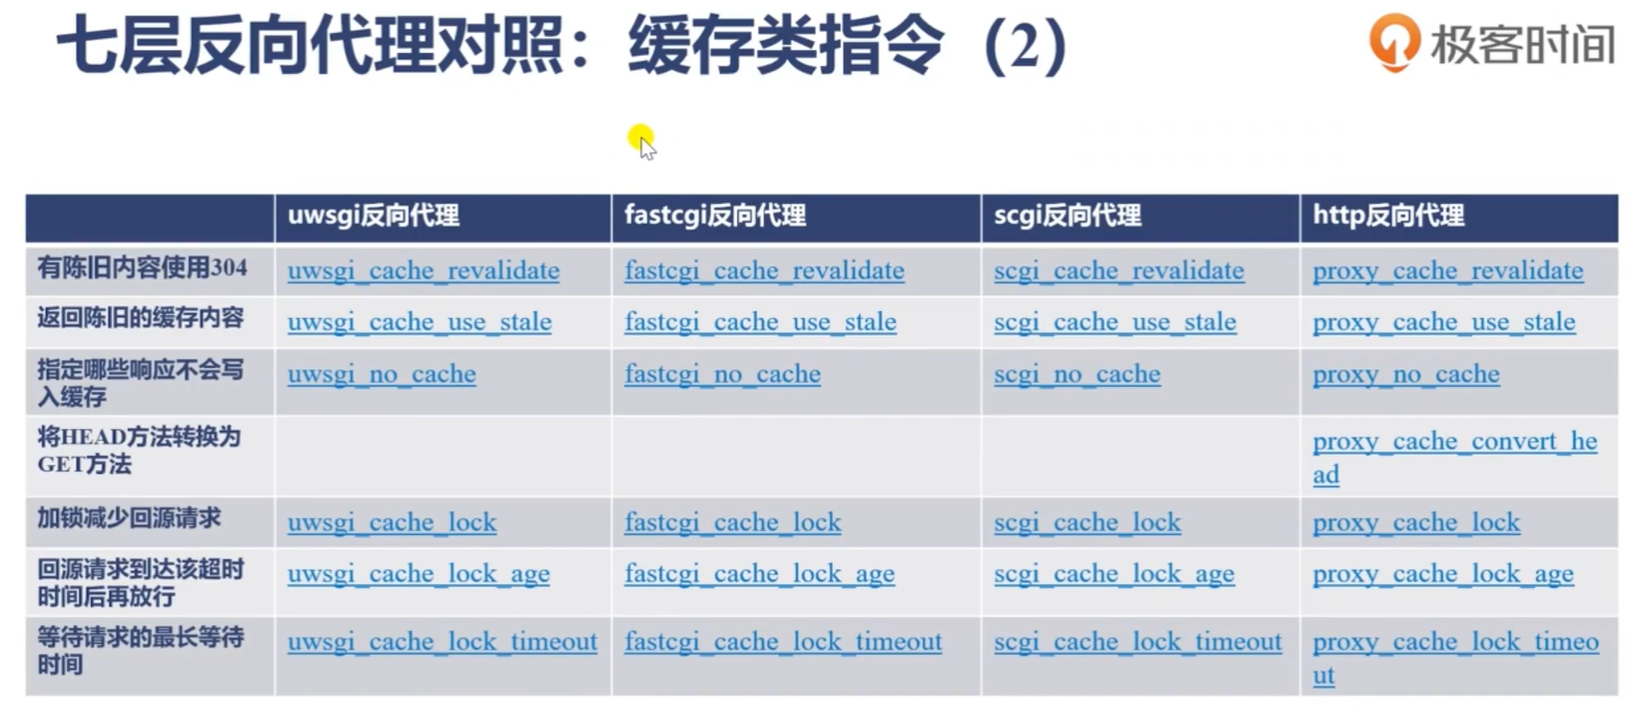 七层反向代理对照：缓存类指令（2）
极客时间
uwsgi反向代理 fastcgi反向代理 scgi反向代理 http反向代理
有陈旧内容使用304 uwsgi_cache_revalidate fastcgi_cache_revalidate scgi_cache_revalidate proxy_cache_revalidate
返回陈旧的缓存内容 uwsgi_cache_use_stale fastcgi_cache_use_stale scgi_cache_use_stale proxy_cache_use_stale
指定哪些响应不会写
入缓存
uwsgi_no_cache fastcgi_no_cache scgi_no_cache proxy_no_cache
将HEAD方法转换为
GET方法
proxy_cache_convert_he
ad
加锁减少回源请求 uwsgi_cache_lock fastcgi_cache_lock scgi_cache_lock proxy_cache_lock
回源请求到达该超时
时间后再放行
uwsgi_cache_lock_age fastcgi_cache_lock_age scgi_cache_lock_age proxy_cache_lock_age
等待请求的最长等待
时间
uwsgi_cache_lock_timeout fastcgi_cache_lock_timeout scgi_cache_lock_timeout proxy_cache_lock_timeo
ut